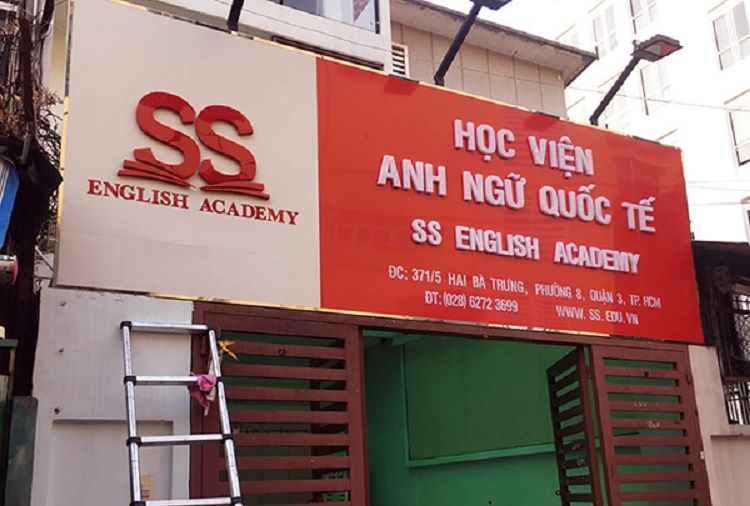 SS
ENGLISH ACADEMY
HỌC VIỆN
ANH NGỮ QUỐC TẾ
SS ENGLISH ACADEMY
ĐC: 371/5 HAI BÀ TRƯNG, PHƯỜNG 8, QUẬN 3, TP. HCM
ĐT: (028) 6272 3699 WWW. SS. EDU.VN